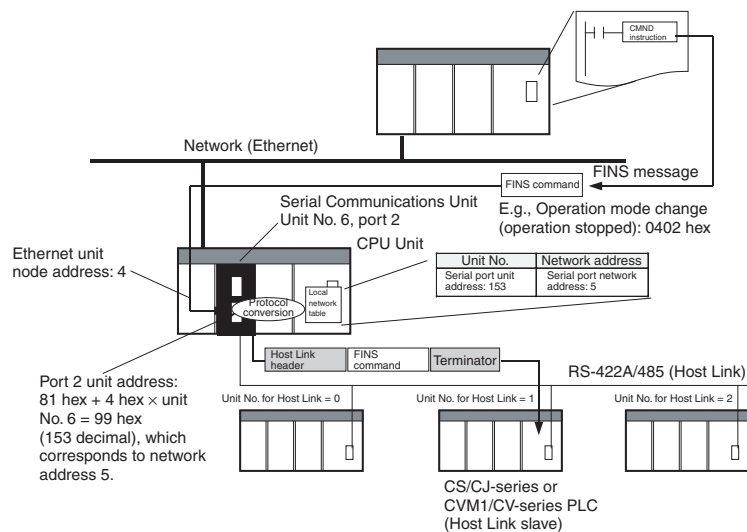 CMND
instruction
Network (Ethernet)
FINS message
FINS command
E.g., Operation mode change
(operation stopped): 0402 hex
Serial Communications Unit
Unit No. 6, port 2
CPU Unit
Ethernet unit
node address: 4
Unit No.
Network address
Serial port unit
address: 153
Serial port network
address: 5
Protocol
conversion
Local
network
table
Host Link
header
FINS
command
Terminator
RS-422A/485 (Host Link)
Port 2 unit address:
81 hex + 4 hex × unit
No. 6 = 99 hex
(153 decimal), which
corresponds to network
address 5.
Unit No. for Host Link = 0
Unit No. for Host Link = 1
Unit No. for Host Link = 2
CS/CJ-series or
CVM1/CV-series PLC
(Host Link slave)